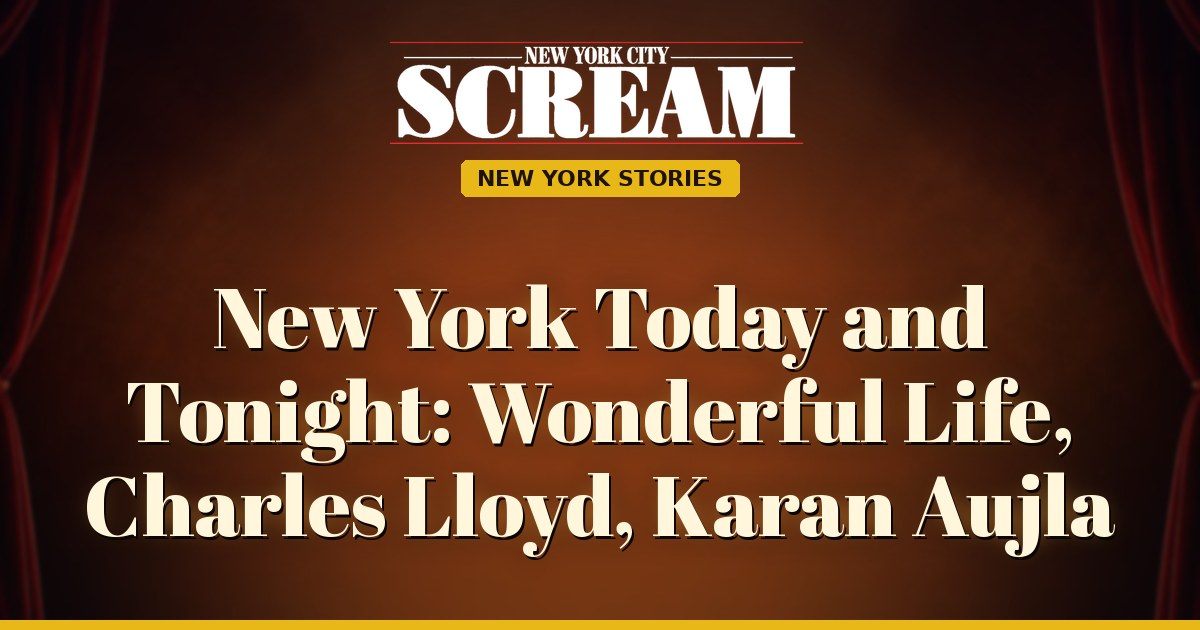 NEW YORK CITY
SCREAM
NEW YORK STORIES
New York Today and
Tonight: Wonderful Life,
Charles Lloyd, Karan Aujla